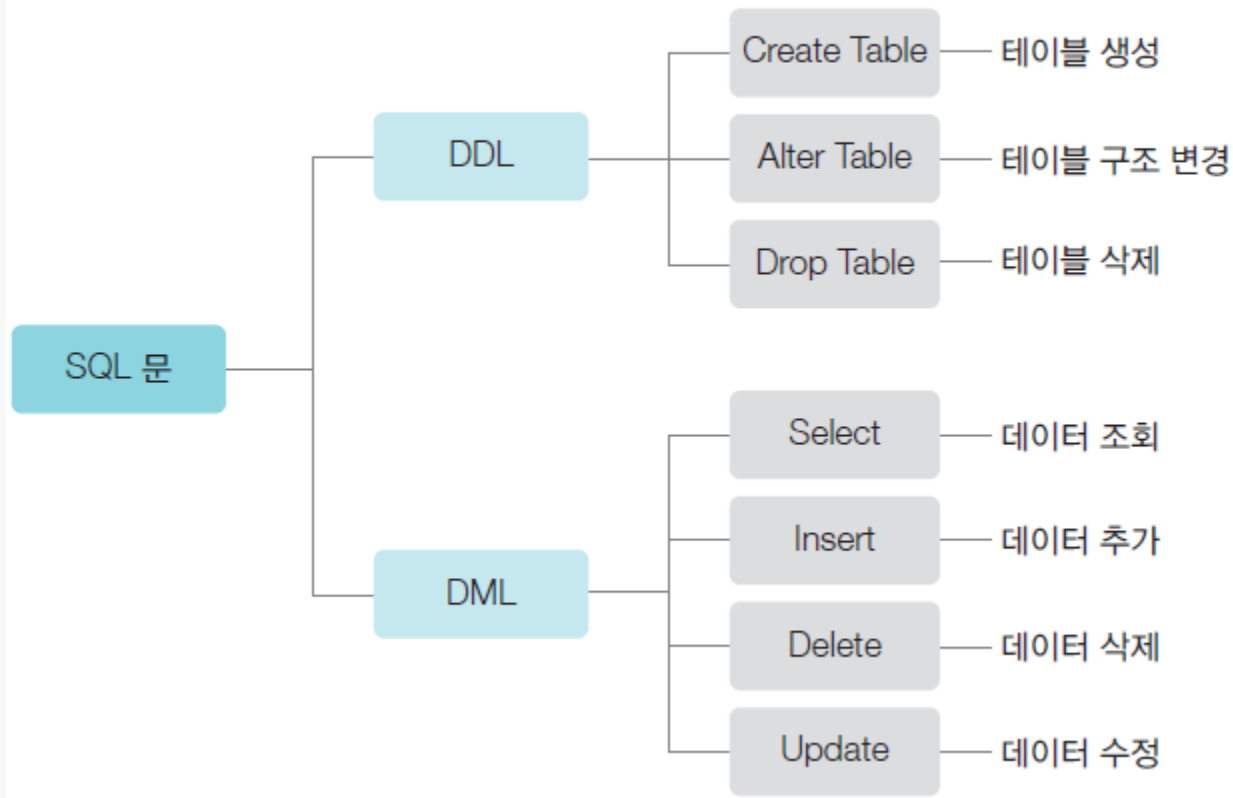 SQL 문
DDL
Create Table 테이블 생성
Alter Table 테이블 구조 변경
Drop Table 테이블 삭제
DML
Select 데이터 조회
Insert 데이터 추가
Delete 데이터 삭제
Update 데이터 수정